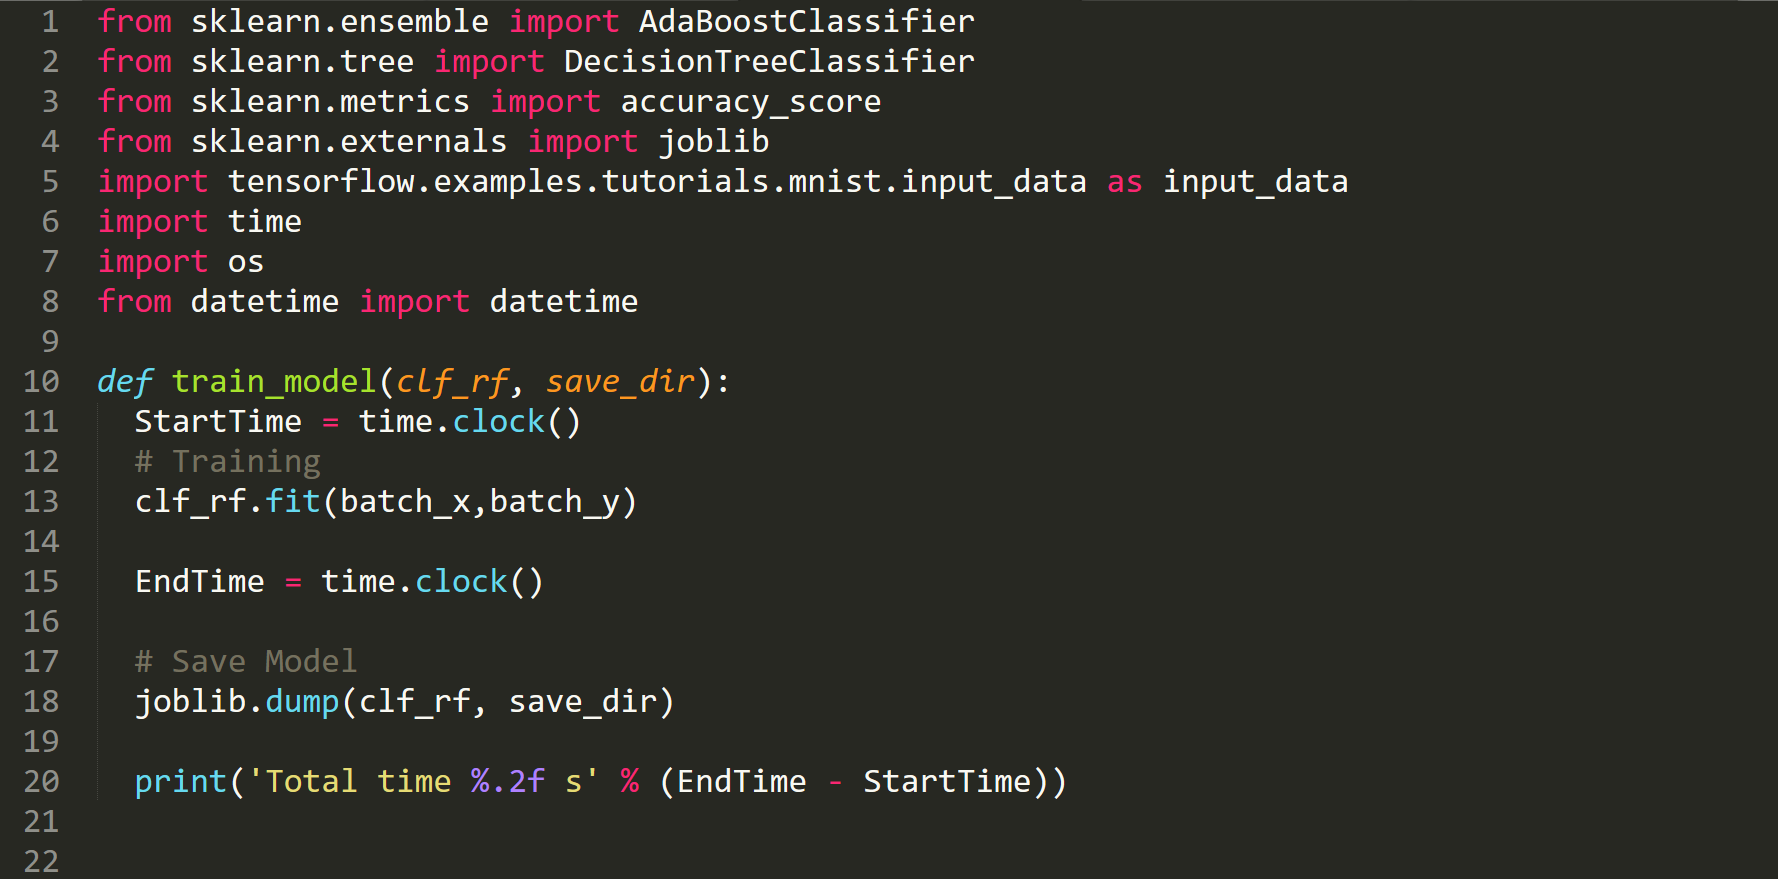 1 from sklearn.ensemble import AdaBoostClassifier
2 from sklearn.tree import DecisionTreeClassifier
3 from sklearn.metrics import accuracy_score
4 from sklearn.externals import joblib
5 import tensorflow.examples.tutorials.mnist.input_data as input_data
6 import time
7 import os
8 from datetime import datetime
9
10 def train_model(clf_rf, save_dir):
11   StartTime = time.clock()
12   # Training
13   clf_rf.fit(batch_x,batch_y)
14
15   EndTime = time.clock()
16
17   # Save Model
18   joblib.dump(clf_rf, save_dir)
19
20   print('Total time %.2f s' % (EndTime - StartTime))
21
22